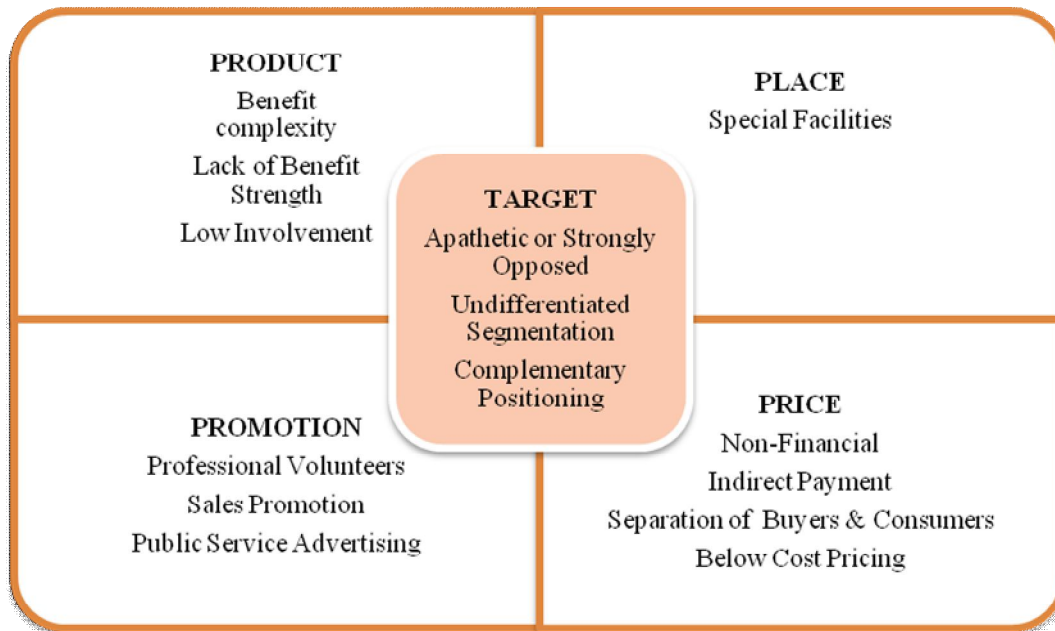 PRODUCT
Benefit
complexity
Lack of Benefit
Strength
Low Involvement
PLACE
Special Facilities
TARGET
Apathetic or Strongly
Opposed
Undifferentiated
Segmentation
Complementary
Positioning
PROMOTION
Professional Volunteers
Sales Promotion
Public Service Advertising
PRICE
Non-Financial
Indirect Payment
Separation of Buyers & Consumers
Below Cost Pricing